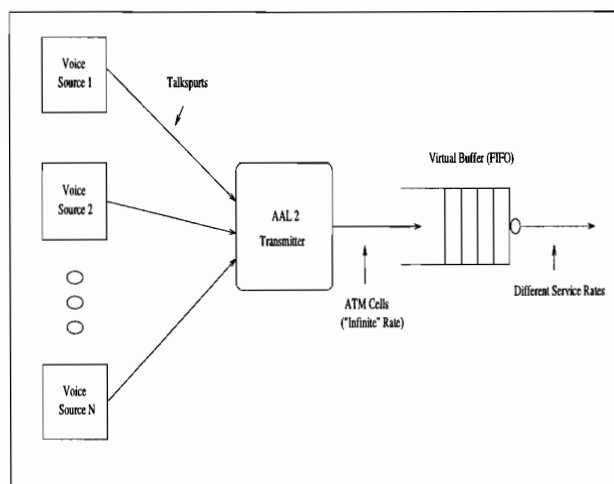 Voice
Source 1
Talkspurts
Virtual Buffer (FIFO)
Voice
Source 2
AAL 2
Transmitter
ATM Cells
("Infinite" Rate)
Different Service Rates
Voice
Source N